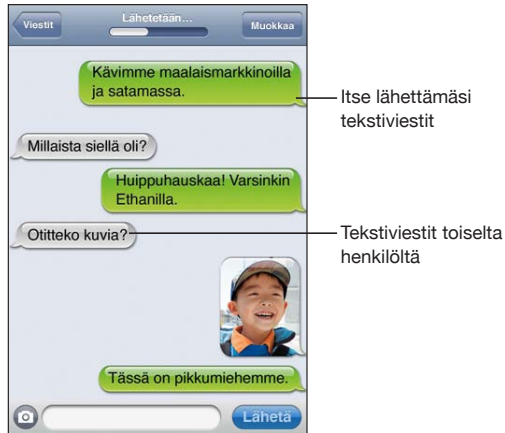 Viestit
Lähetetään...
Muokkaa
Kävimme maalaismarkkinoilla
ja satamassa.
Itse lähettämäsi
tekstiviestit
Millaista siellä oli?
Huippuhauskaa! Varsinkin
Ethanilla.
Otitteko kuvia?
Tekstiviestit toiselta
henkilöltä
Tässä on pikkumiehemme.
Lähetä